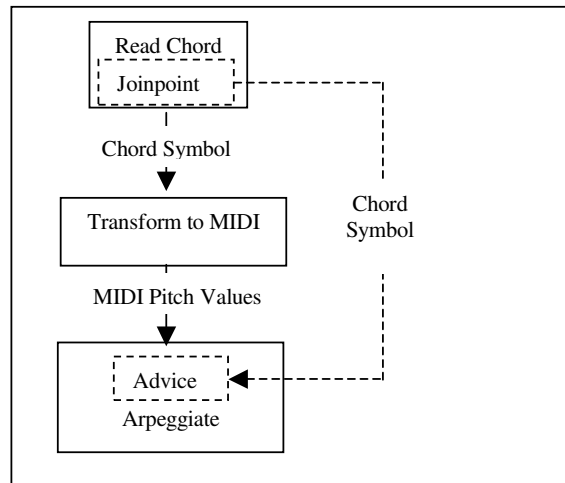 Read Chord
Joinpoint
Chord Symbol
Transform to MIDI
Chord
Symbol
MIDI Pitch Values
Advice
Arpeggiate